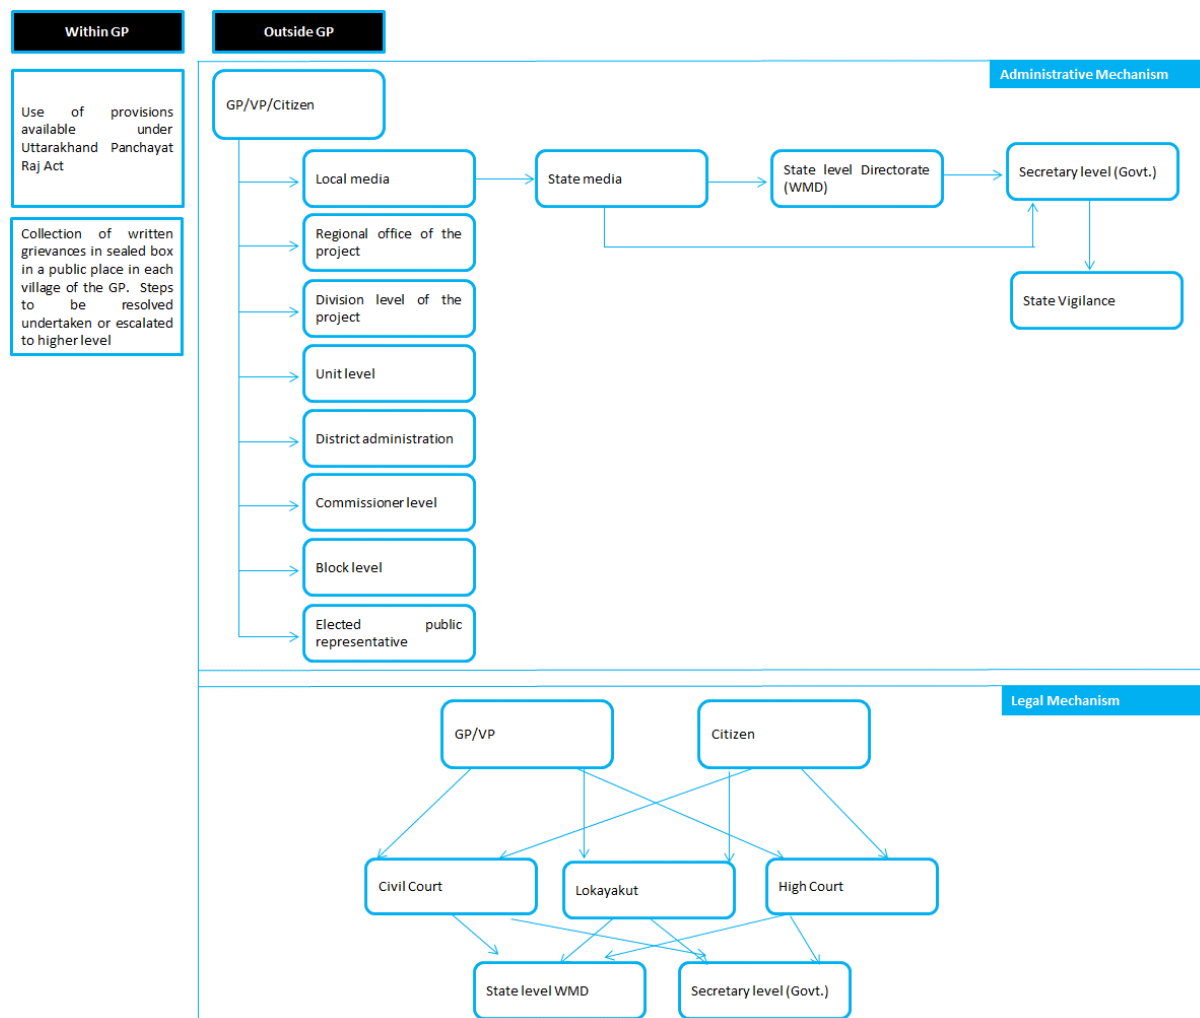 Within GP
Outside GP
Use of provisions
available under
Uttarakhand Panchayat
Raj Act
Collection of written
grievances in sealed box
in a public place in each
village of the GP. Steps
to be resolved
undertaken or escalated
to higher level
Administrative Mechanism
GP/VP/Citizen
Local media
State media
State level Directorate
(WMD)
Secretary level (Govt.)
Regional office of the
project
Division level of the
project
State Vigilance
Unit level
District administration
Commissioner level
Block level
Elected public
representative
Legal Mechanism
GP/VP
Citizen
Civil Court
Lokayakut
High Court
State level WMD
Secretary level (Govt.)